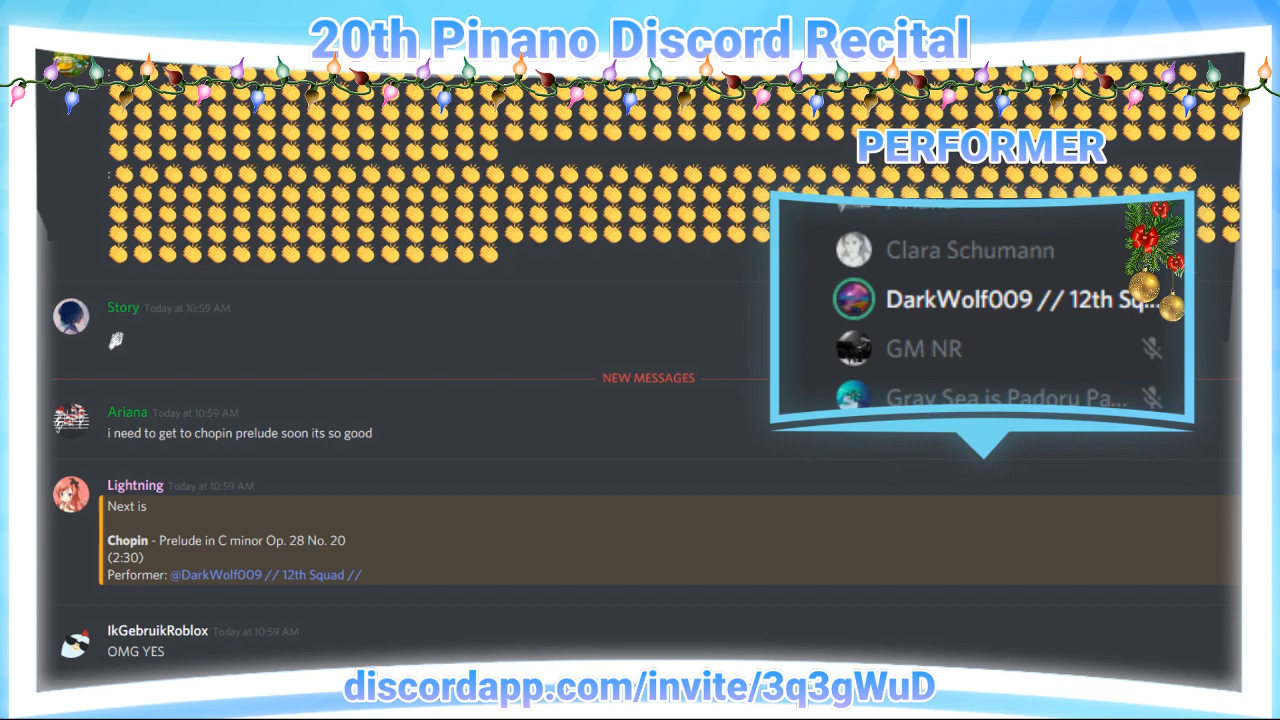 20th Pinano Discord Recital
:
PERFORMER
:
Clara Schumann
DarkWolf009 // 12th Sq...
GM NR
Gray Sea is Padoru Pa...
Story Today at 10:59 AM
NEW MESSAGES
Ariana Today at 10:59 AM
i need to get to chopin prelude soon its so good
Lightning Today at 10:59 AM
Next is
Chopin - Prelude in C minor Op. 28 No. 20
(2:30)
Performer: @DarkWolf009 // 12th Squad //
IkGebruikRoblox Today at 10:59 AM
OMG YES
discordapp.com/invite/3q3gWuD